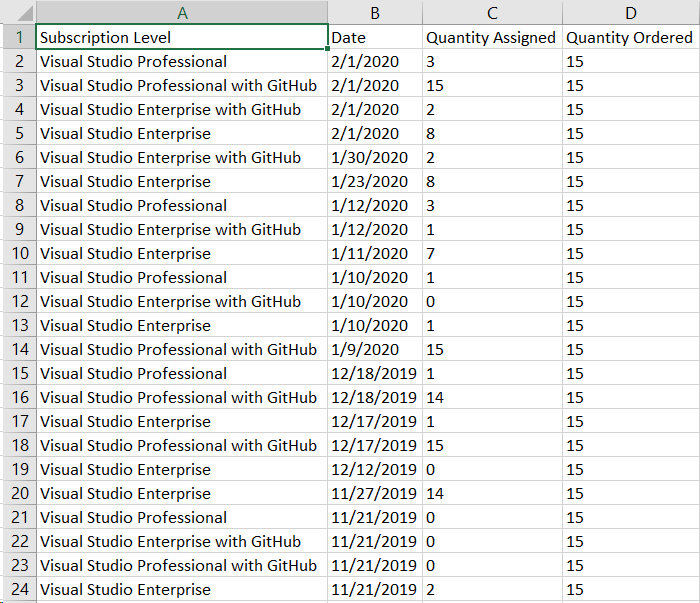 A B C D
1 Subscription Level Date Quantity Assigned Quantity Ordered
2 Visual Studio Professional 2/1/2020 3 15
3 Visual Studio Professional with GitHub 2/1/2020 15 15
4 Visual Studio Enterprise with GitHub 2/1/2020 2 15
5 Visual Studio Enterprise 2/1/2020 8 15
6 Visual Studio Enterprise with GitHub 1/30/2020 2 15
7 Visual Studio Enterprise 1/23/2020 8 15
8 Visual Studio Professional 1/12/2020 3 15
9 Visual Studio Enterprise with GitHub 1/12/2020 1 15
10 Visual Studio Enterprise 1/11/2020 7 15
11 Visual Studio Professional 1/10/2020 1 15
12 Visual Studio Enterprise with GitHub 1/10/2020 0 15
13 Visual Studio Enterprise 1/10/2020 1 15
14 Visual Studio Professional with GitHub 1/9/2020 15 15
15 Visual Studio Professional 12/18/2019 1 15
16 Visual Studio Professional with GitHub 12/18/2019 14 15
17 Visual Studio Enterprise 12/17/2019 1 15
18 Visual Studio Professional with GitHub 12/17/2019 15 15
19 Visual Studio Enterprise 12/12/2019 0 15
20 Visual Studio Enterprise 11/27/2019 14 15
21 Visual Studio Professional 11/21/2019 0 15
22 Visual Studio Enterprise with GitHub 11/21/2019 0 15
23 Visual Studio Professional with GitHub 11/21/2019 0 15
24 Visual Studio Enterprise 11/21/2019 2 15